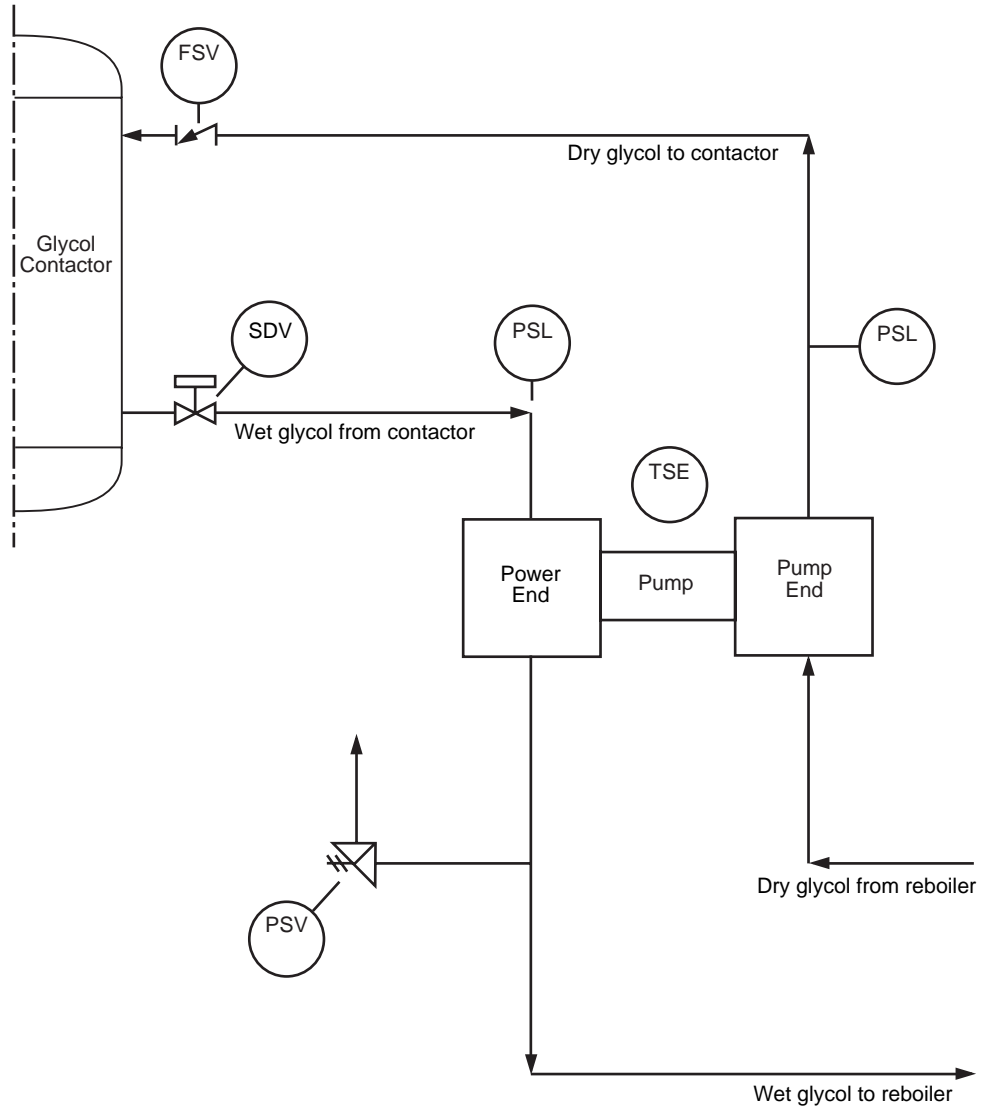 FSV
Dry glycol to contactor
Glycol
Contactor
SDV
PSL
PSL
Wet glycol from contactor
TSE
Power
End
Pump
Pump
End
Dry glycol from reboiler
PSV
Wet glycol to reboiler